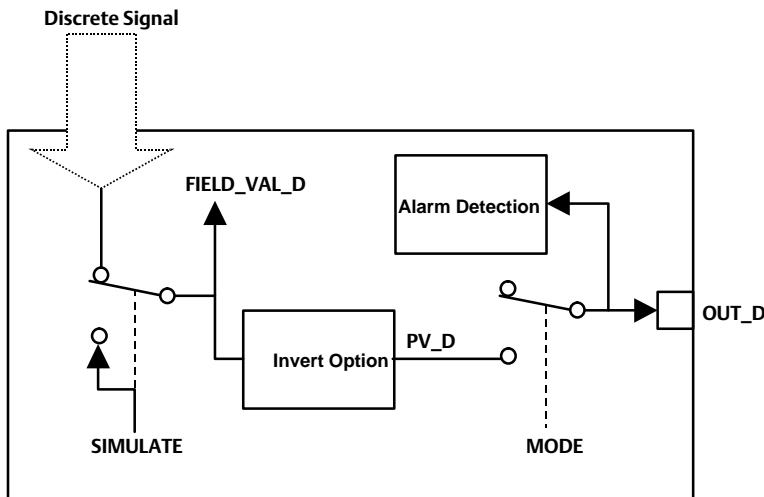 Discrete Signal
FIELD_VAL_D
Alarm Detection
OUT_D
Invert Option
PV_D
SIMULATE
MODE